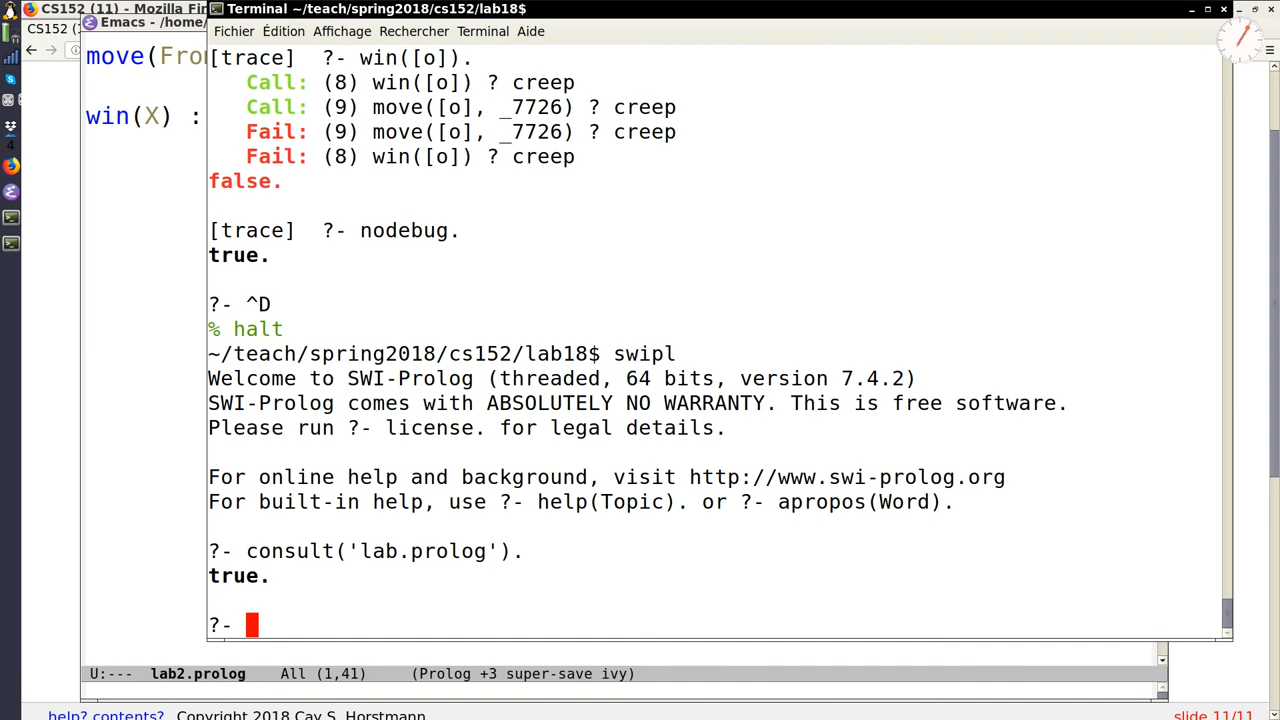 CS152 (11) - Mozilla Fir
Terminal ~/teach/spring2018/cs152/lab18$
CS152 (
Emacs - /home/
Fichier Édition Affichage Rechercher Terminal Aide
move(Fron
win(X) :
[trace]  ?- win([o]).
Call: (8) win([o]) ? creep
Call: (9) move([o], _7726) ? creep
Fail: (9) move([o], _7726) ? creep
Fail: (8) win([o]) ? creep
false.
[trace]  ?- nodebug.
true.
?- ^D
% halt
~/teach/spring2018/cs152/lab18$ swipl
Welcome to SWI-Prolog (threaded, 64 bits, version 7.4.2)
SWI-Prolog comes with ABSOLUTELY NO WARRANTY. This is free software.
Please run ?- license. for legal details.
For online help and background, visit http://www.swi-prolog.org
For built-in help, use ?- help(Topic). or ?- apropos(Word).
?- consult('lab.prolog').
true.
?-
4
U:--- lab2.prolog All (1,41) (Prolog +3 super-save ivy)
help? contents? Copyright 2018 Cay S. Horstmann
slide 11/11